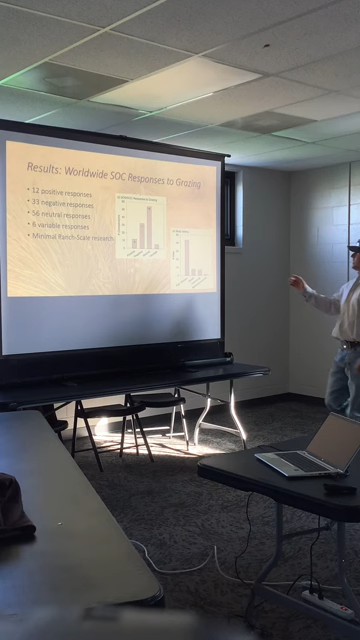 Results: Worldwide SOC Responses to Grazing
• 12 positive responses
• 33 negative responses
• 56 neutral responses
• 6 variable responses
• Minimal Ranch-Scale research